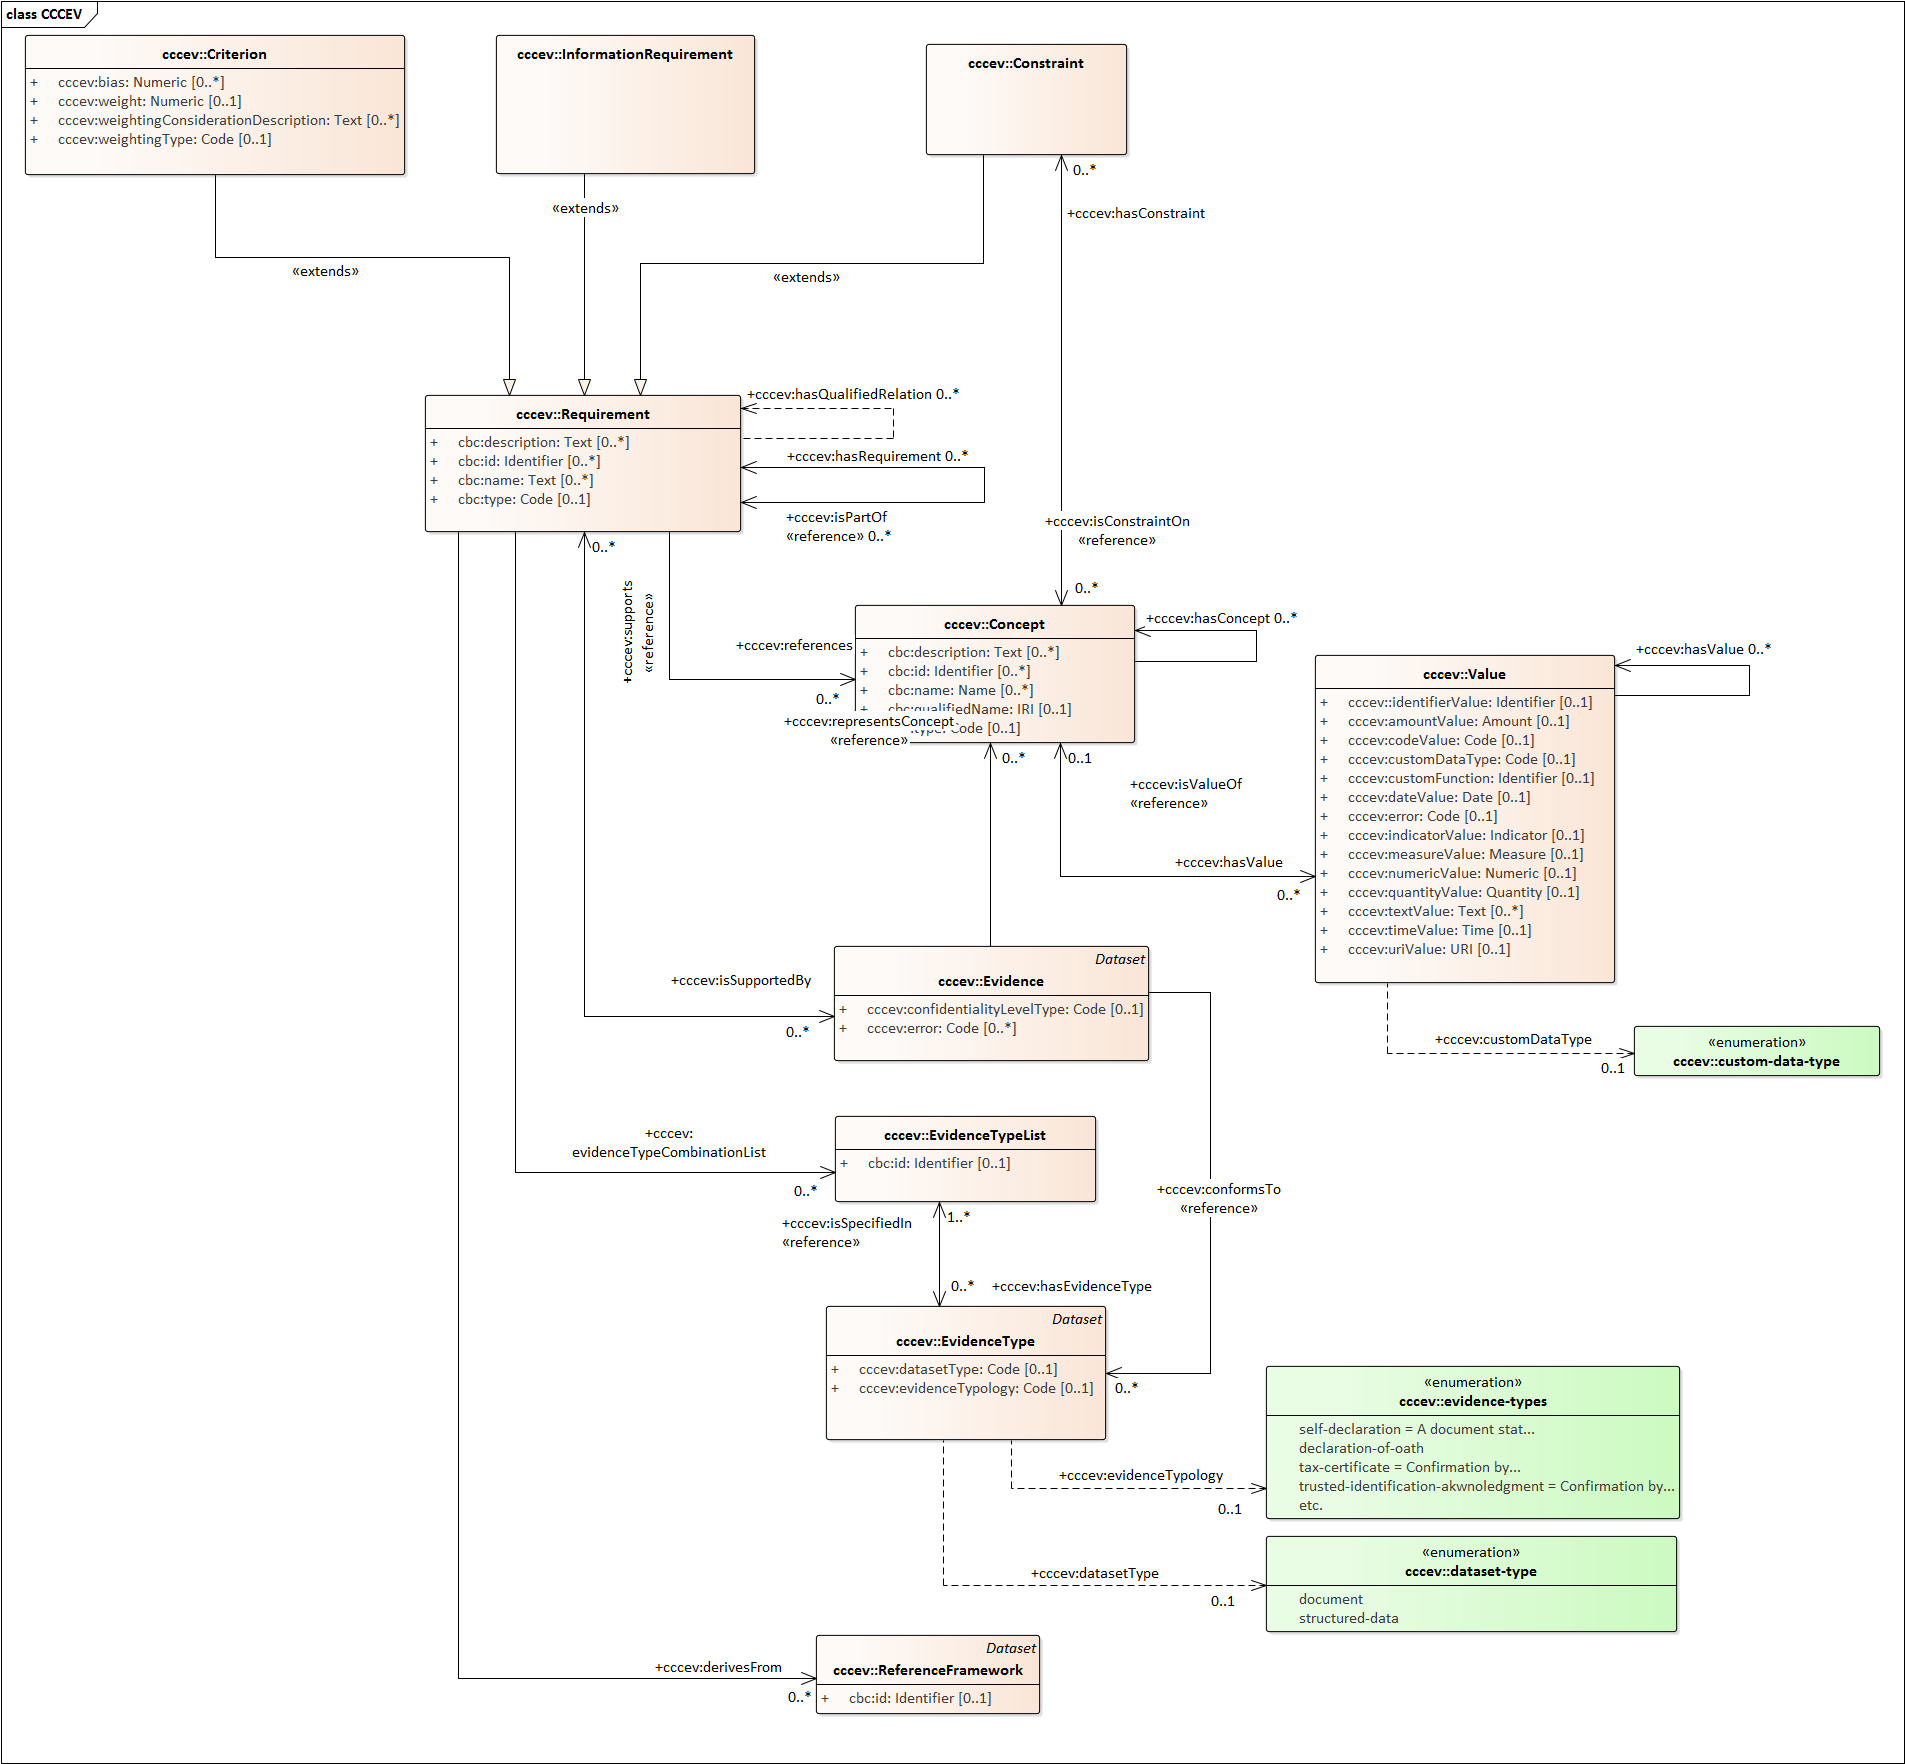 class CCCEV
cccev::Criterion
+ cccev:bias: Numeric [0..*]
+ cccev:weight: Numeric [0..1]
+ cccev:weightingConsiderationDescription: Text [0..*]
+ cccev:weightingType: Code [0..1]
cccev::InformationRequirement
cccev::Constraint
0..*
+cccev:hasConstraint
«extends»
«extends»
«extends»
cccev::Requirement
+ cbc:description: Text [0..*]
+ cbc:id: Identifier [0..*]
+ cbc:name: Text [0..*]
+ cbc:type: Code [0..1]
+cccev:hasQualifiedRelation 0..*
+cccev:hasRequirement 0..*
+cccev:isPartOf
«reference» 0..*
+cccev:isConstraintOn
«reference»
0..*
0..*
+cccev:supports
«reference»
+cccev:references
0..*
cccev::Concept
+ cbc:description: Text [0..*]
+ cbc:id: Identifier [0..*]
+ cbc:name: Name [0..*]
+ cbc:qualifiedName: IRI [0..1]
Code [0..1]
+cccev:hasConcept 0..*
+cccev:representsConcept
«reference»
0..*
0..1
+cccev:isValueOf
«reference»
+cccev:hasValue
0..*
+cccev:hasValue 0..*
cccev::Value
+ cccev::identifierValue: Identifier [0..1]
+ cccev:amountValue: Amount [0..1]
+ cccev:codeValue: Code [0..1]
+ cccev:customDataType: Code [0..1]
+ cccev:customFunction: Identifier [0..1]
+ cccev:dateValue: Date [0..1]
+ cccev:error: Code [0..1]
+ cccev:indicatorValue: Indicator [0..1]
+ cccev:measureValue: Measure [0..1]
+ cccev:numericValue: Numeric [0..1]
+ cccev:quantityValue: Quantity [0..1]
+ cccev:textValue: Text [0..*]
+ cccev:timeValue: Time [0..1]
+ cccev:uriValue: URI [0..1]
+cccev:customDataType
0..1
«enumeration»
cccev::custom-data-type
+cccev:isSupportedBy
0..*
Dataset
cccev::Evidence
+ cccev:confidentialityLevelType: Code [0..1]
+ cccev:error: Code [0..*]
+cccev:
evidenceTypeCombinationList
0..*
cccev::EvidenceTypeList
+ cbc:id: Identifier [0..1]
+cccev:isSpecifiedIn
«reference»
1..*
+cccev:conformsTo
«reference»
0..*
+cccev:hasEvidenceType
Dataset
cccev::EvidenceType
+ cccev:datasetType: Code [0..1]
+ cccev:evidenceTypology: Code [0..1]
0..*
+cccev:evidenceTypology
0..1
«enumeration»
cccev::evidence-types
self-declaration = A document stat...
declaration-of-oath
tax-certificate = Confirmation by...
trusted-identification-akwnoledgment = Confirmation by...
etc.
+cccev:datasetType
0..1
«enumeration»
cccev::dataset-type
document
structured-data
+cccev:derivesFrom
0..*
Dataset
cccev::ReferenceFramework
+ cbc:id: Identifier [0..1]